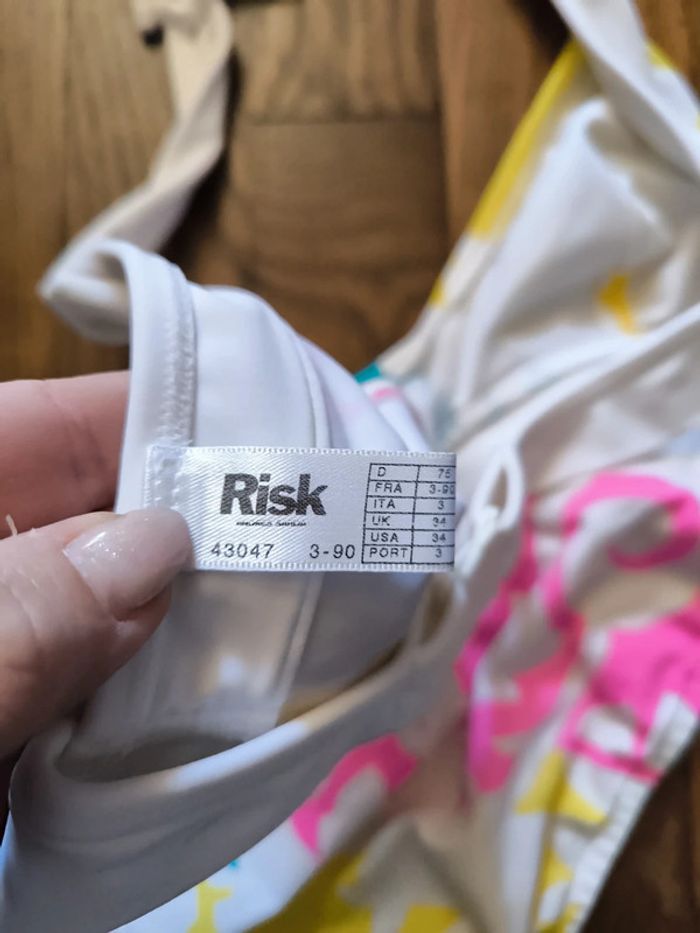 Risk
43047 3-90
D 75
FRA 3-90
ITA 3
UK 34
USA 34
PORT 3